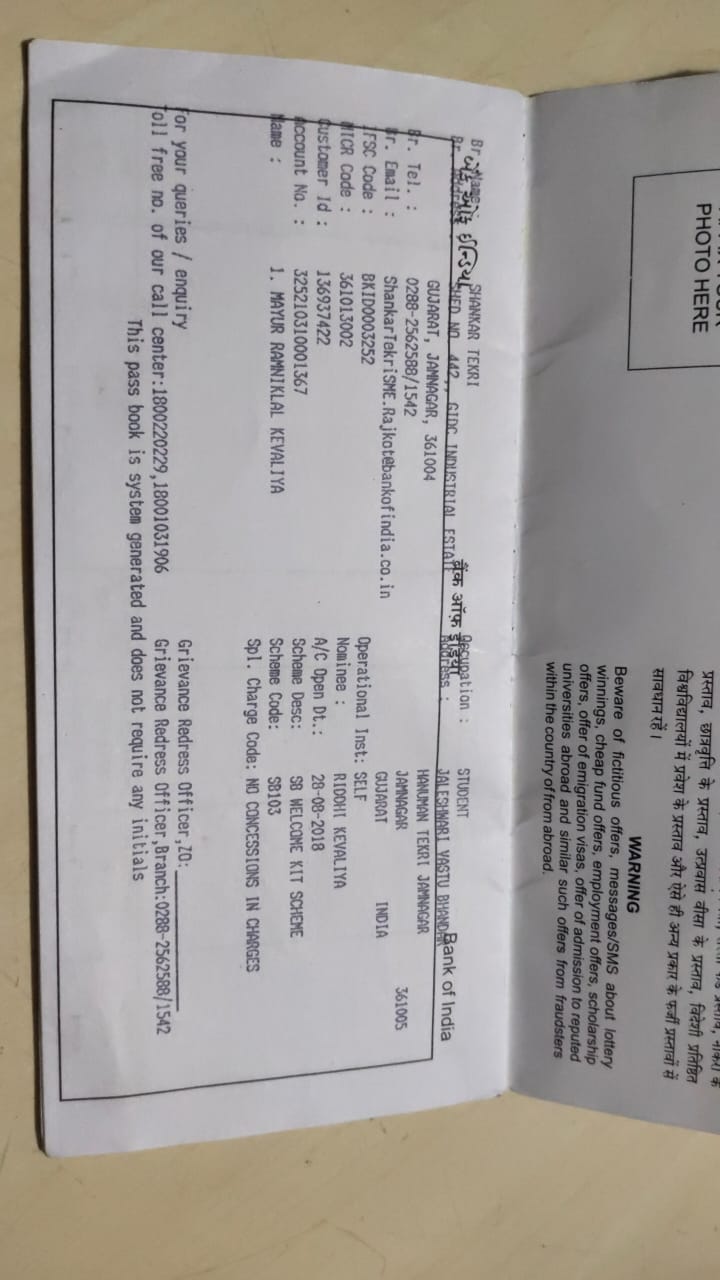 PHOTO HERE
प्रस्ताव, छात्रवृत्ति के प्रस्ताव, उत्प्रवास वीसा के प्रस्ताव, विदेशी प्रतिष्ठित
विश्वविद्यालयों में प्रवेश के प्रस्ताव और ऐसे ही अन्य प्रकार के फर्जी प्रस्तावों से
सावधान रहें।
WARNING
Beware of fictitious offers, messages/SMS about lottery
winnings, cheap fund offers, employment offers, scholarship
offers, offer of emigration visas, offer of admission to reputed
universities abroad and similar such offers from fraudsters
within the country of from abroad.
બેંક ઓફ ઈન્ડિયા
बैंक ऑफ़ इंडिया
Bank of India
Br. Name : SHANKAR TEKRI
Occupation : STUDENT
Br. Address : SHED NO 442,, GIDC INDUSTRIAL ESTATE
Address : JALESHWARI VASTU BHANDAR
GUJARAT, JAMNAGAR, 361004
HANUMAN TEKRI JAMNAGAR
Br. Tel. : 0288-2562588/1542
JAMNAGAR 361005
Br. Email : ShankarTekriSME.Rajkot@bankofindia.co.in
GUJARAT INDIA
IFSC Code : BKID0003252
Operational Inst: SELF
MICR Code : 361013002
Nominee : RIDDHI KEVALIYA
Customer Id : 136937422
A/C Open Dt.: 28-08-2018
Account No. : 325210310001367
Scheme Desc: SB WELCOME KIT SCHEME
Name : 1. MAYUR RAMNIKLAL KEVALIYA
Scheme Code: SB103
Spl. Charge Code: NO CONCESSIONS IN CHARGES
For your queries / enquiry
Grievance Redress Officer,ZO:
Toll free no. of our call center:1800220229,18001031906
Grievance Redress Officer,Branch:0288-2562588/1542
This pass book is system generated and does not require any initials